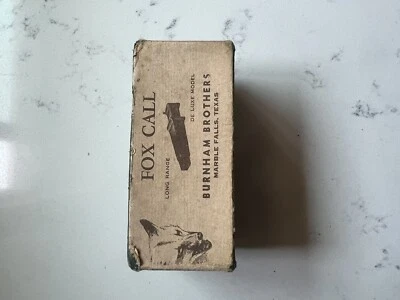 FOX CALL
LONG RANGE
DE LUXE MODEL
BURNHAM BROTHERS
MARBLE FALLS, TEXAS